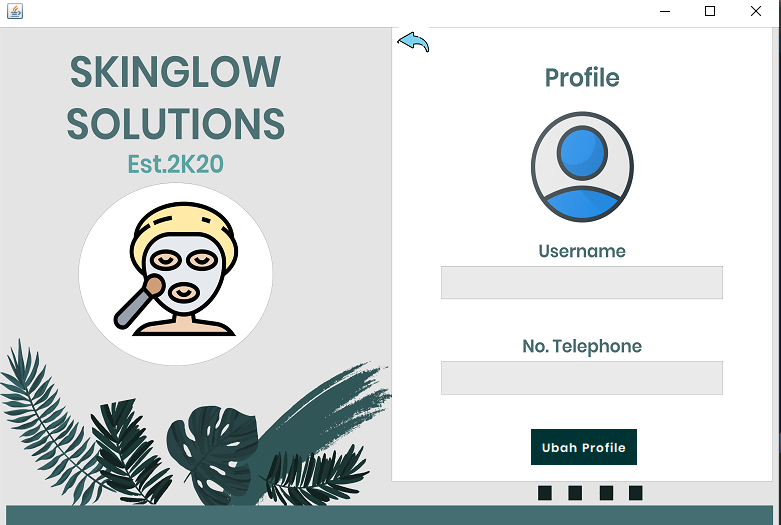 SKINGLOW
SOLUTIONS
Est.2K20
Profile
Username
No. Telephone
Ubah Profile